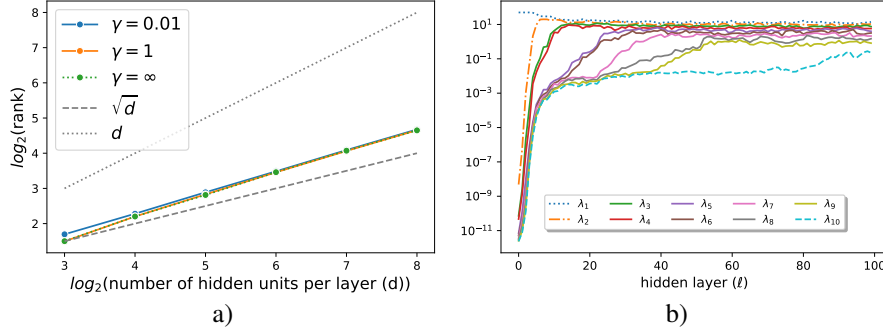 8
7
6
5
4
3
2
log₂(rank)
γ = 0.01
γ = 1
γ = ∞
√d
d
3 4 5 6 7 8
log₂(number of hidden units per layer (d))
a)
10¹
10⁻¹
10⁻³
10⁻⁵
10⁻⁷
10⁻⁹
10⁻¹¹
λ₁ λ₃ λ₅ λ₇ λ₉
λ₂ λ₄ λ₆ λ₈ λ₁₀
0 20 40 60 80 100
hidden layer (ℓ)
b)